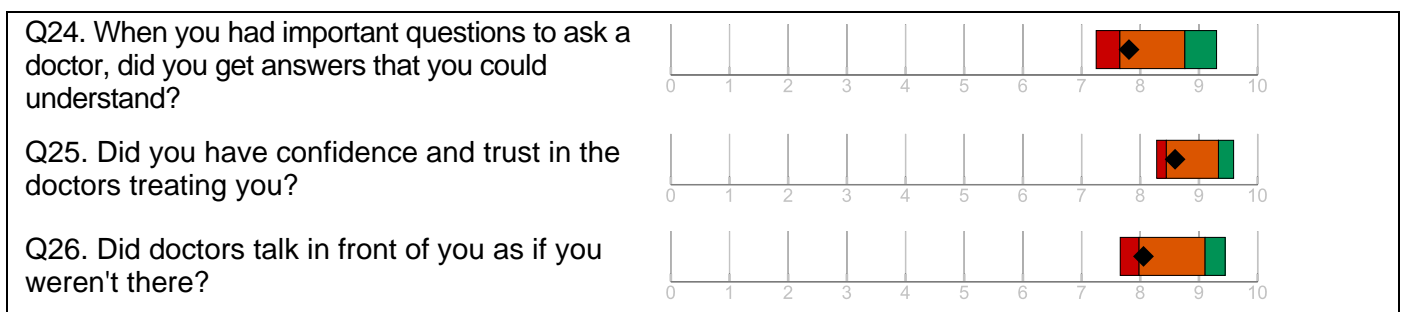 Q24. When you had important questions to ask a
doctor, did you get answers that you could
understand?
0 1 2 3 4 5 6 7 8 9 10
Q25. Did you have confidence and trust in the
doctors treating you?
0 1 2 3 4 5 6 7 8 9 10
Q26. Did doctors talk in front of you as if you
weren't there?
0 1 2 3 4 5 6 7 8 9 10